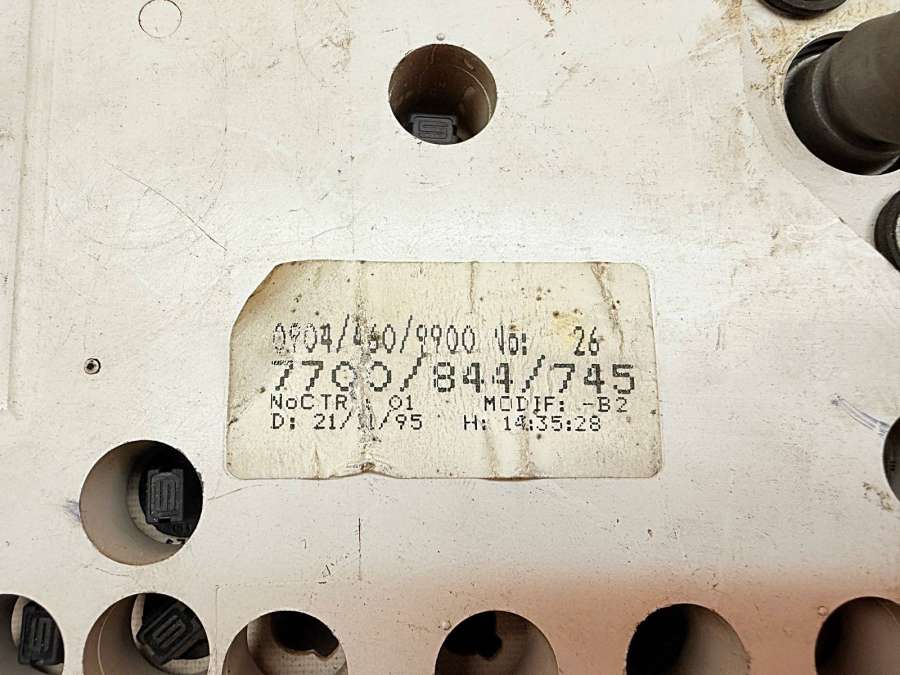 0904/460/9900 No: 26
7700/844/745
NoCTR : 01 MODIF: -B2
D: 21/11/95 H: 14:35:28